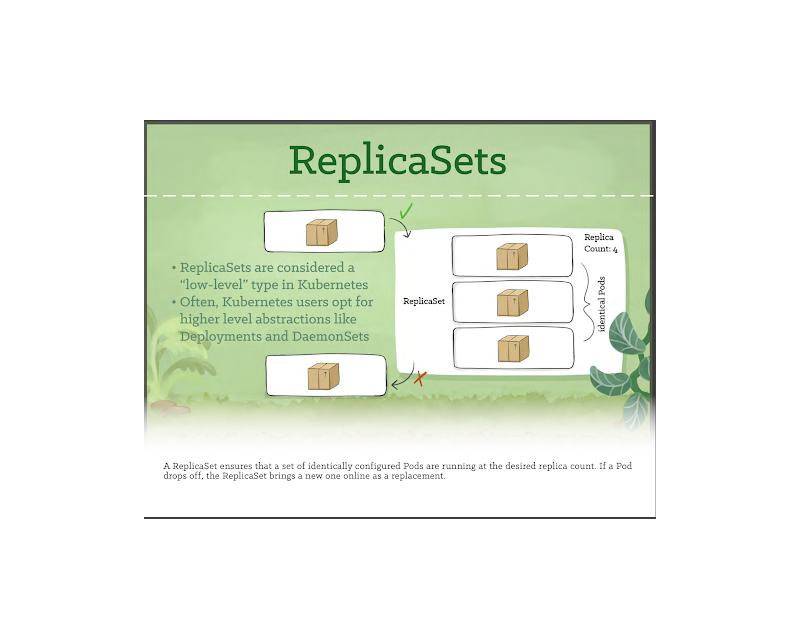 ReplicaSets
• ReplicaSets are considered a
“low-level” type in Kubernetes
• Often, Kubernetes users opt for
higher level abstractions like
Deployments and DaemonSets
ReplicaSet
Replica
Count: 4
identical Pods
A ReplicaSet ensures that a set of identically configured Pods are running at the desired replica count. If a Pod
drops off, the ReplicaSet brings a new one online as a replacement.